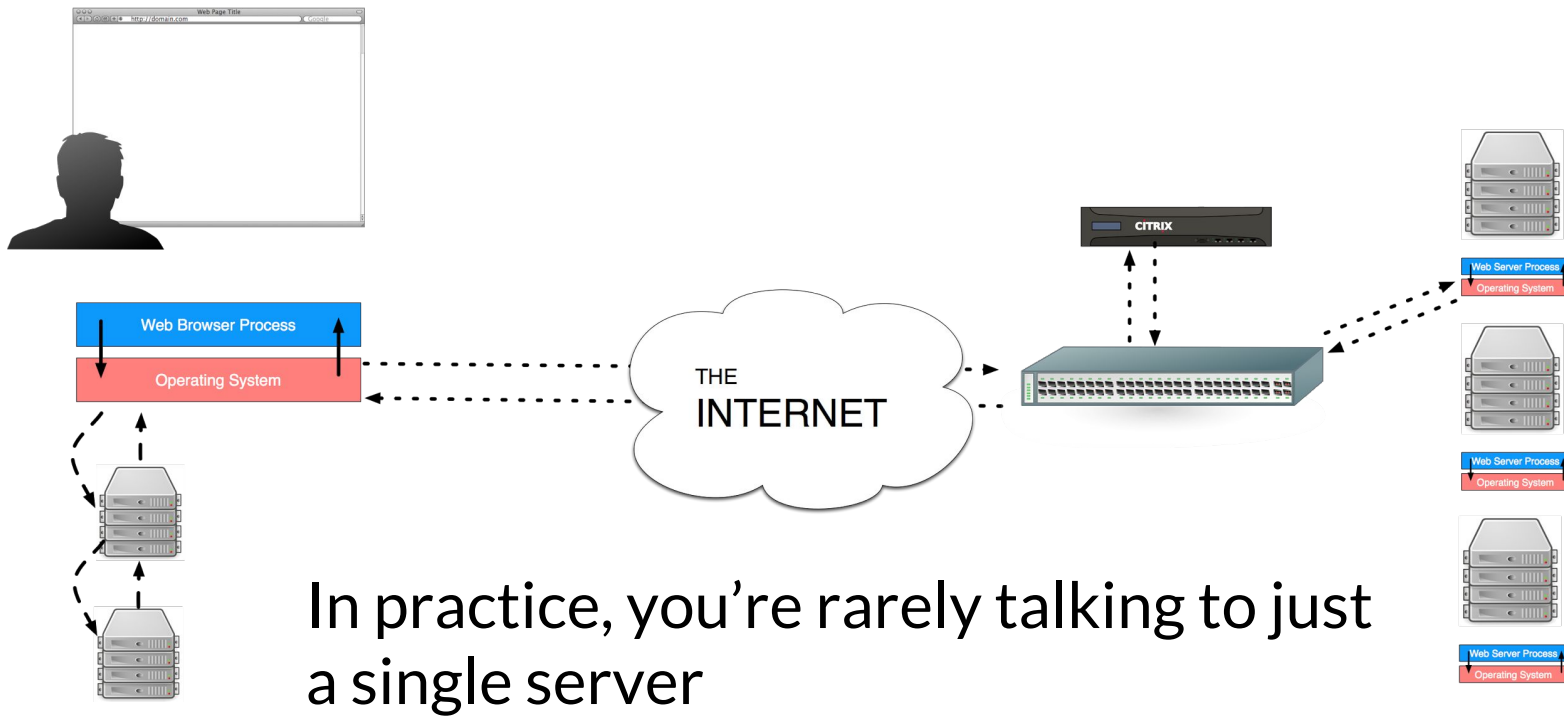 Web Page Title
http://domain.com
Google
CITRIX
Web Server Process
Operating System
Web Browser Process
Operating System
THE
INTERNET
Web Server Process
Operating System
In practice, you’re rarely talking to just
a single server
Web Server Process
Operating System